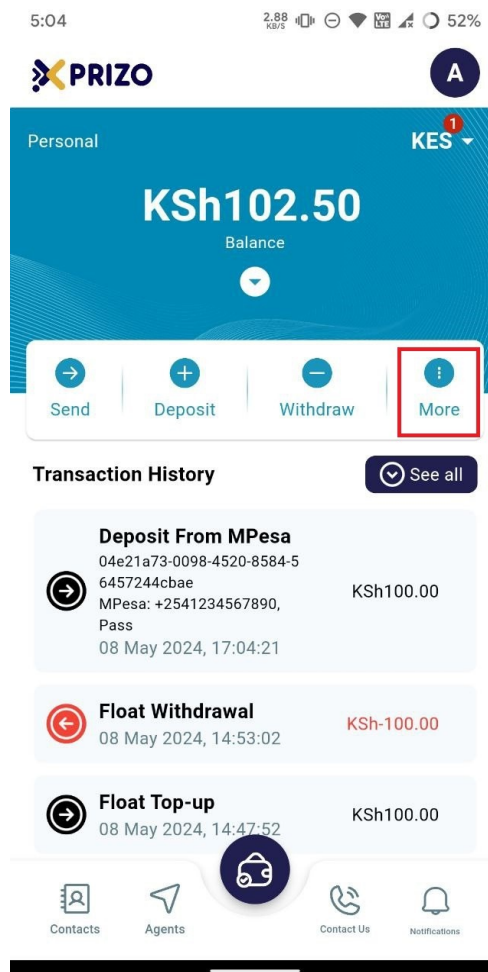 5:04 2.88 KB/S VoD LTE 52%
PRIZO A
Personal KES 1
KSh102.50
Balance
Send Deposit Withdraw More
Transaction History See all
Deposit From MPesa
04e21a73-0098-4520-8584-5
6457244cbae
MPesa: +2541234567890,
Pass
08 May 2024, 17:04:21
KSh100.00
Float Withdrawal
08 May 2024, 14:53:02
KSh-100.00
Float Top-up
08 May 2024, 14:47:52
KSh100.00
Contacts Agents Contact Us Notifications